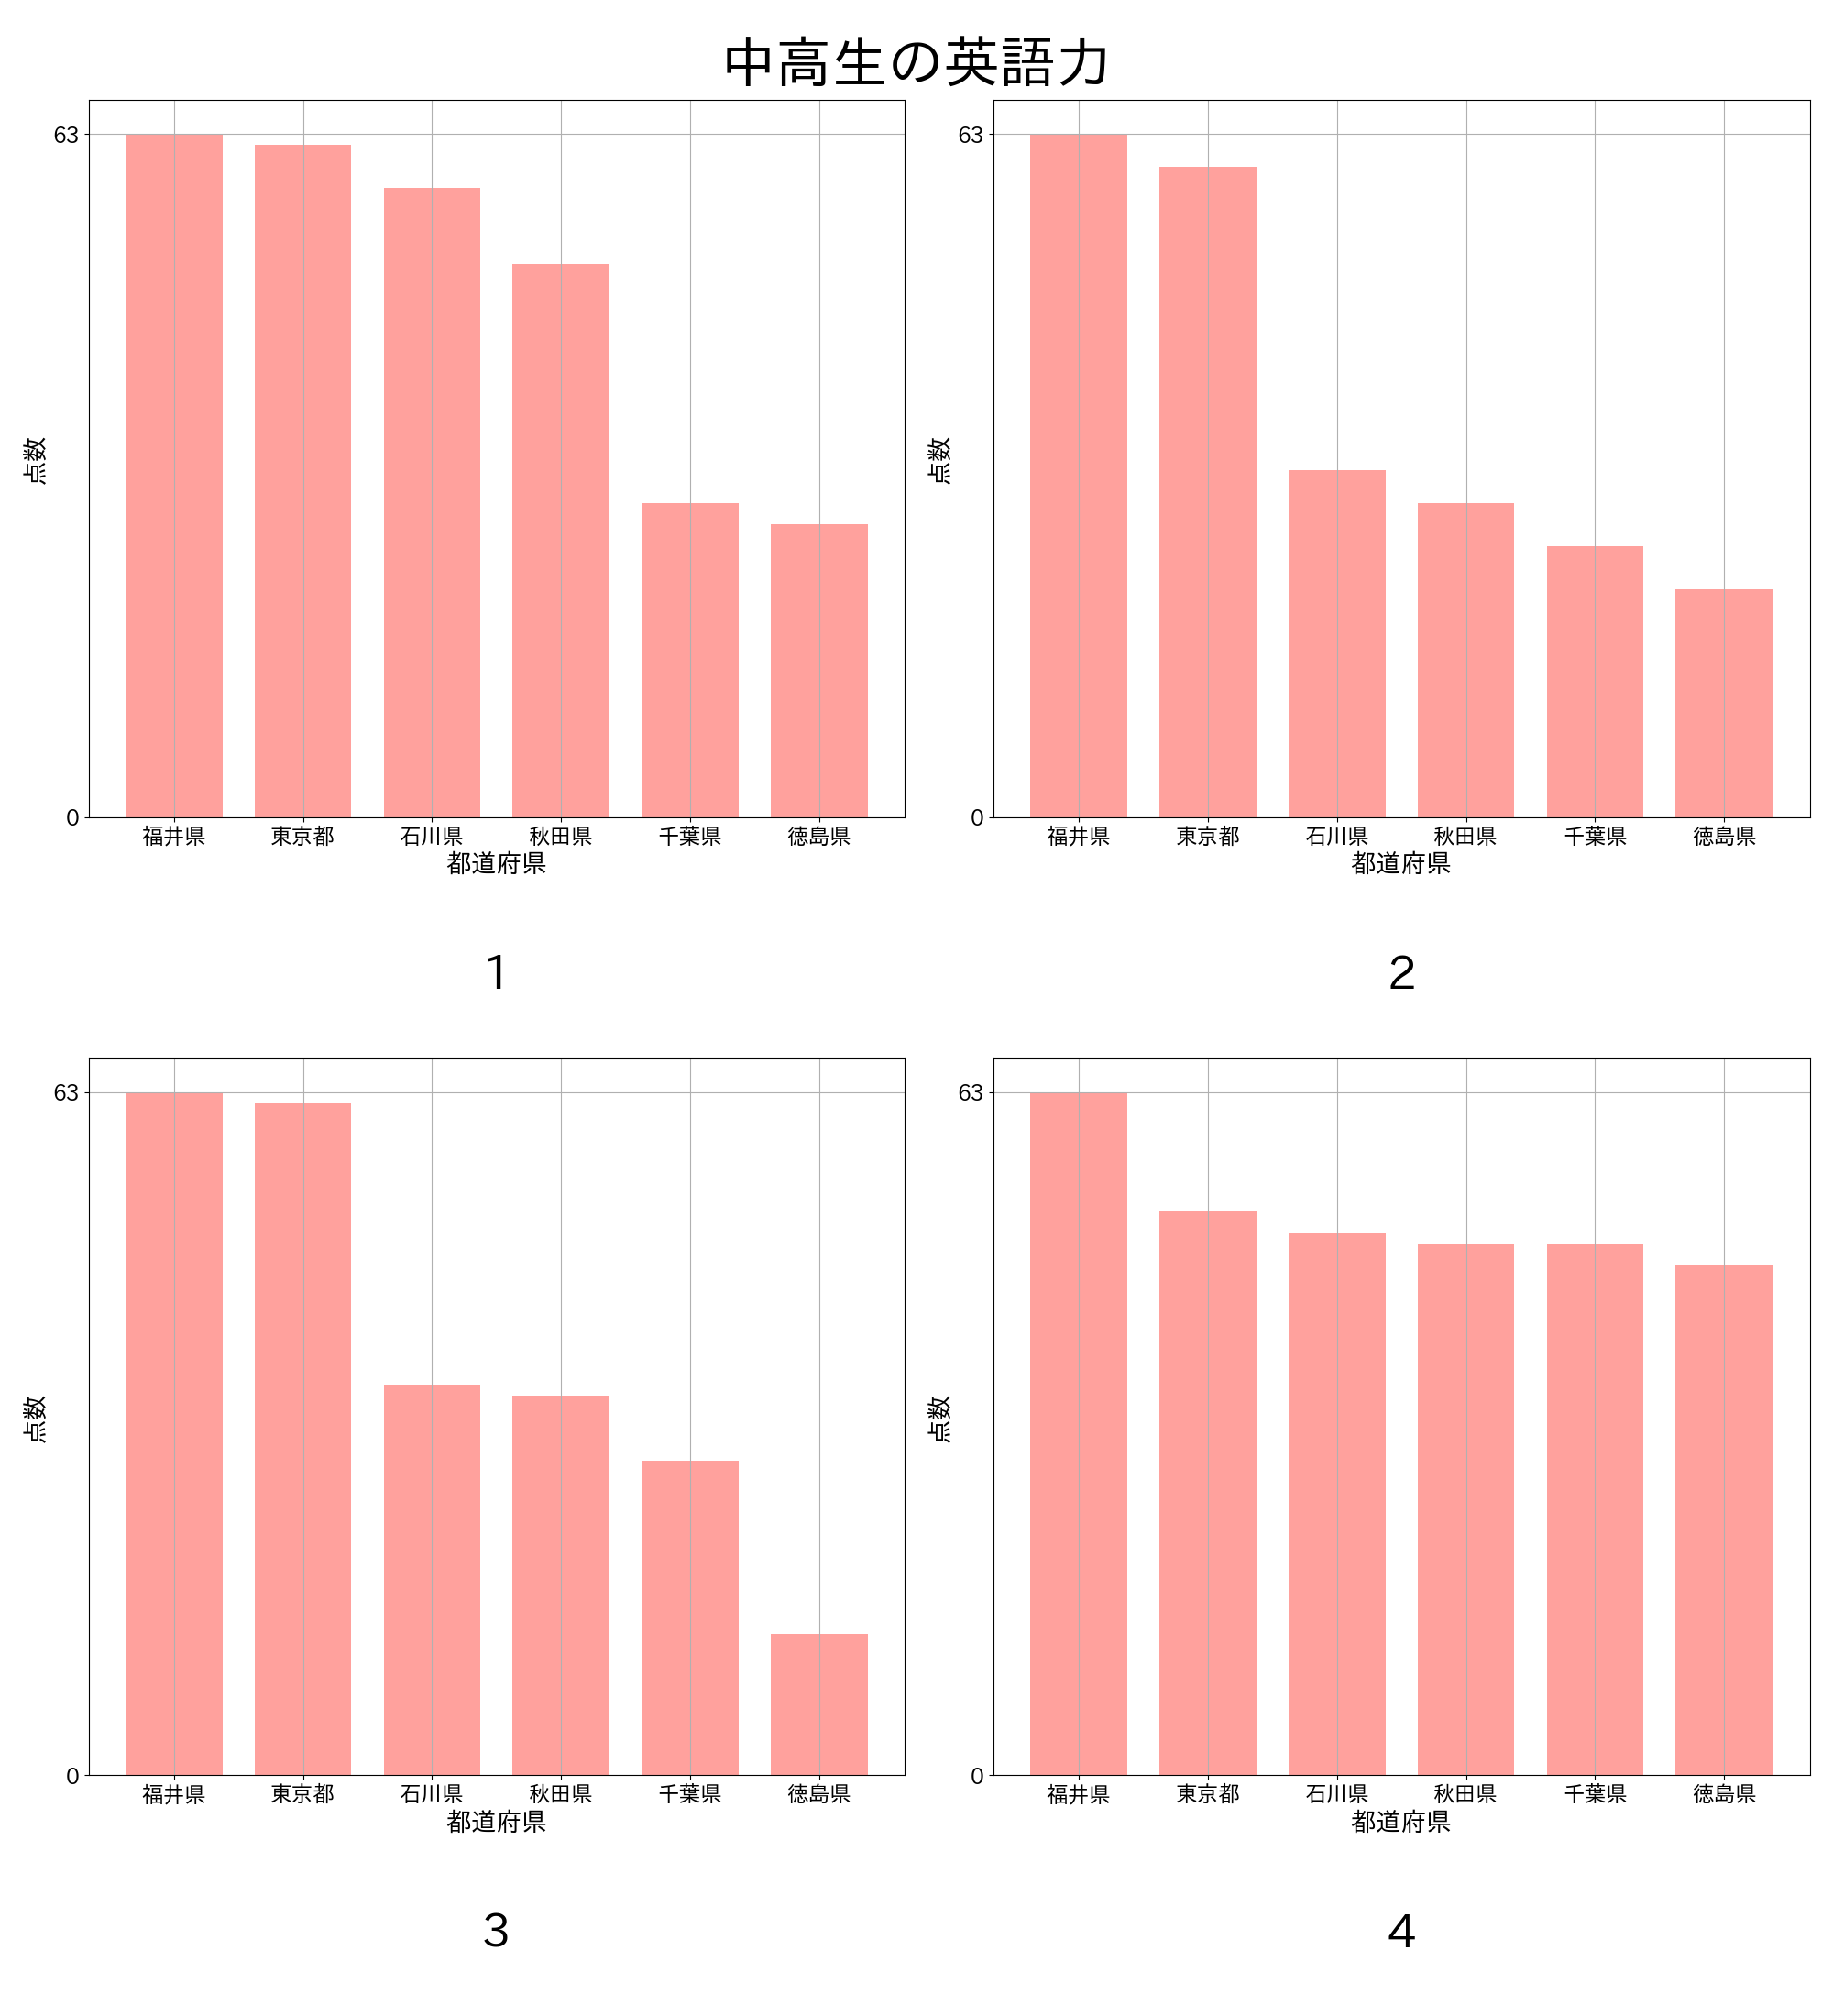 中高生の英語力
63
0
点数
福井県 東京都 石川県 秋田県 千葉県 徳島県
都道府県
1
63
0
点数
福井県 東京都 石川県 秋田県 千葉県 徳島県
都道府県
2
63
0
点数
福井県 東京都 石川県 秋田県 千葉県 徳島県
都道府県
3
63
0
点数
福井県 東京都 石川県 秋田県 千葉県 徳島県
都道府県
4